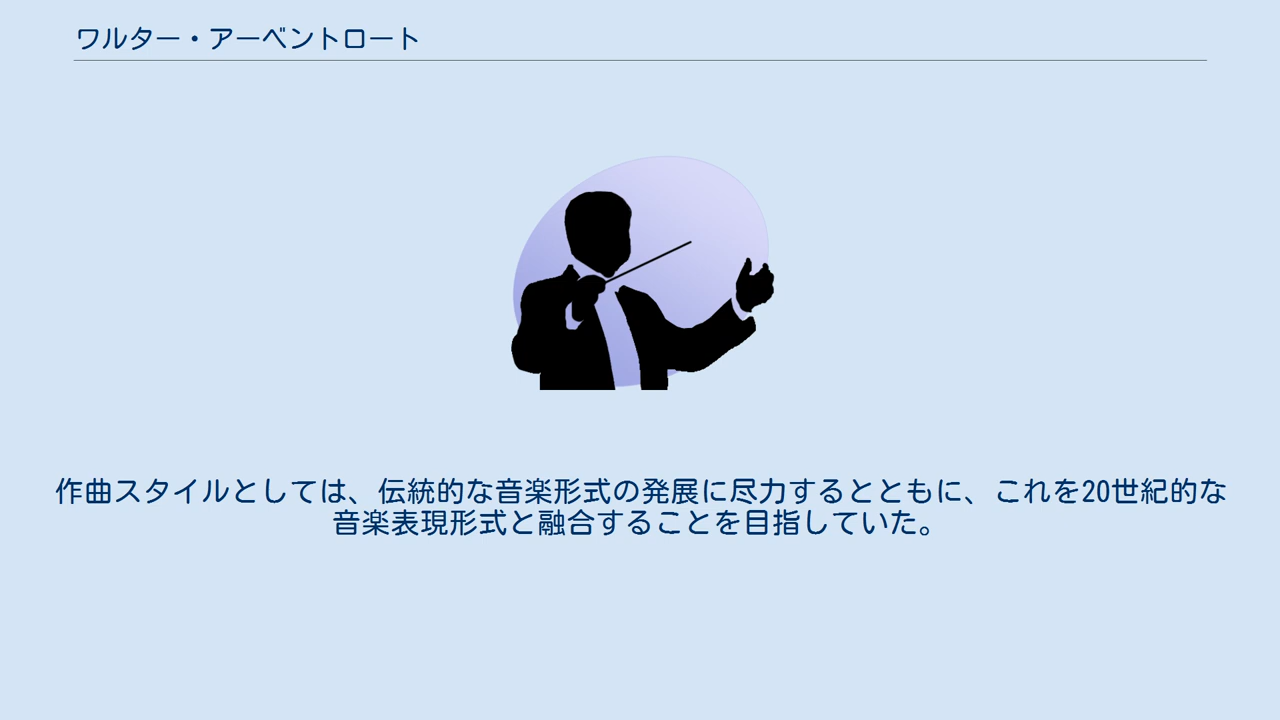 ワルター・アーベントロート
作曲スタイルとしては、伝統的な音楽形式の発展に尽力するとともに、これを20世紀的な
音楽表現形式と融合することを目指していた。